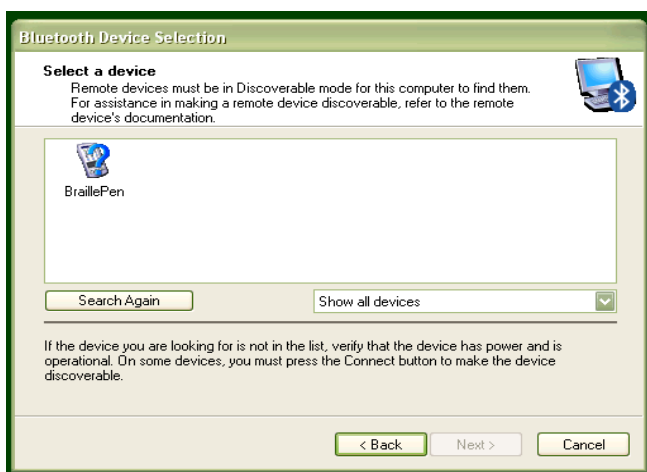 Bluetooth Device Selection
Select a device
Remote devices must be in Discoverable mode for this computer to find them.
For assistance in making a remote device discoverable, refer to the remote
device's documentation.
BraillePen
Search Again
Show all devices
If the device you are looking for is not in the list, verify that the device has power and is
operational. On some devices, you must press the Connect button to make the device
discoverable.
< Back Next > Cancel